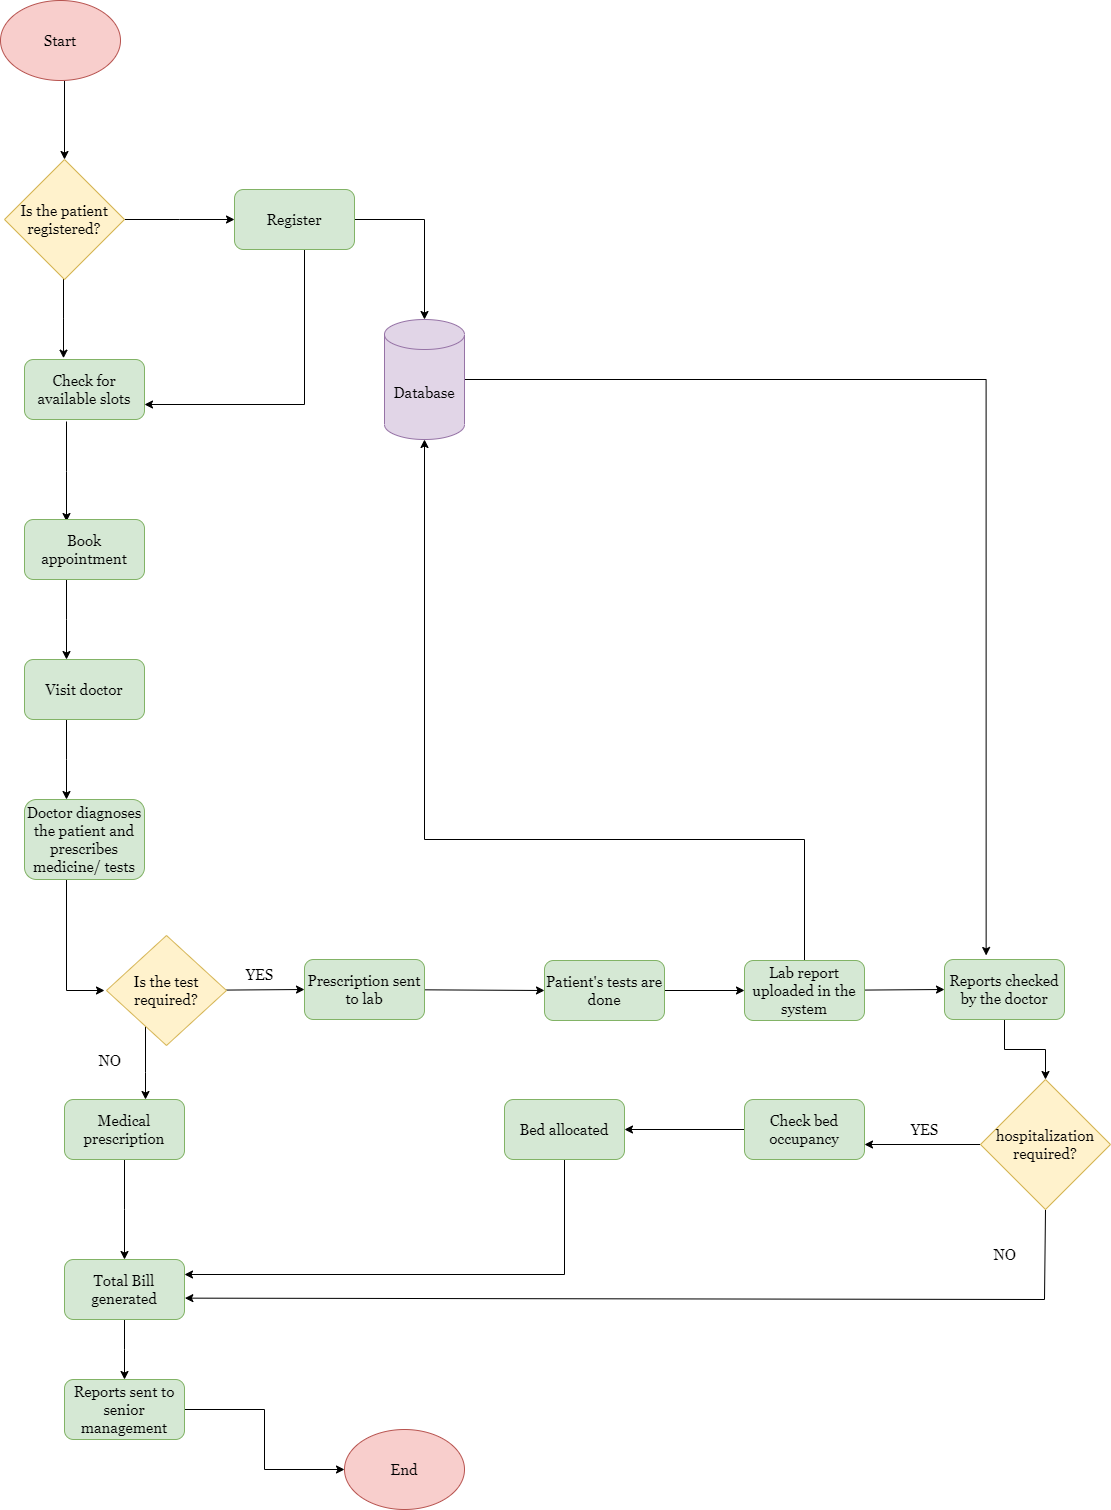 Start
Is the patient
registered?
Register
Check for
available slots
Database
Book
appointment
Visit doctor
Doctor diagnoses
the patient and
prescribes
medicine/ tests
Is the test
required?
YES
Prescription sent
to lab
Patient's tests are
done
Lab report
uploaded in the
system
Reports checked
by the doctor
NO
Medical
prescription
Bed allocated
Check bed
occupancy
YES
hospitalization
required?
NO
Total Bill
generated
Reports sent to
senior
management
End